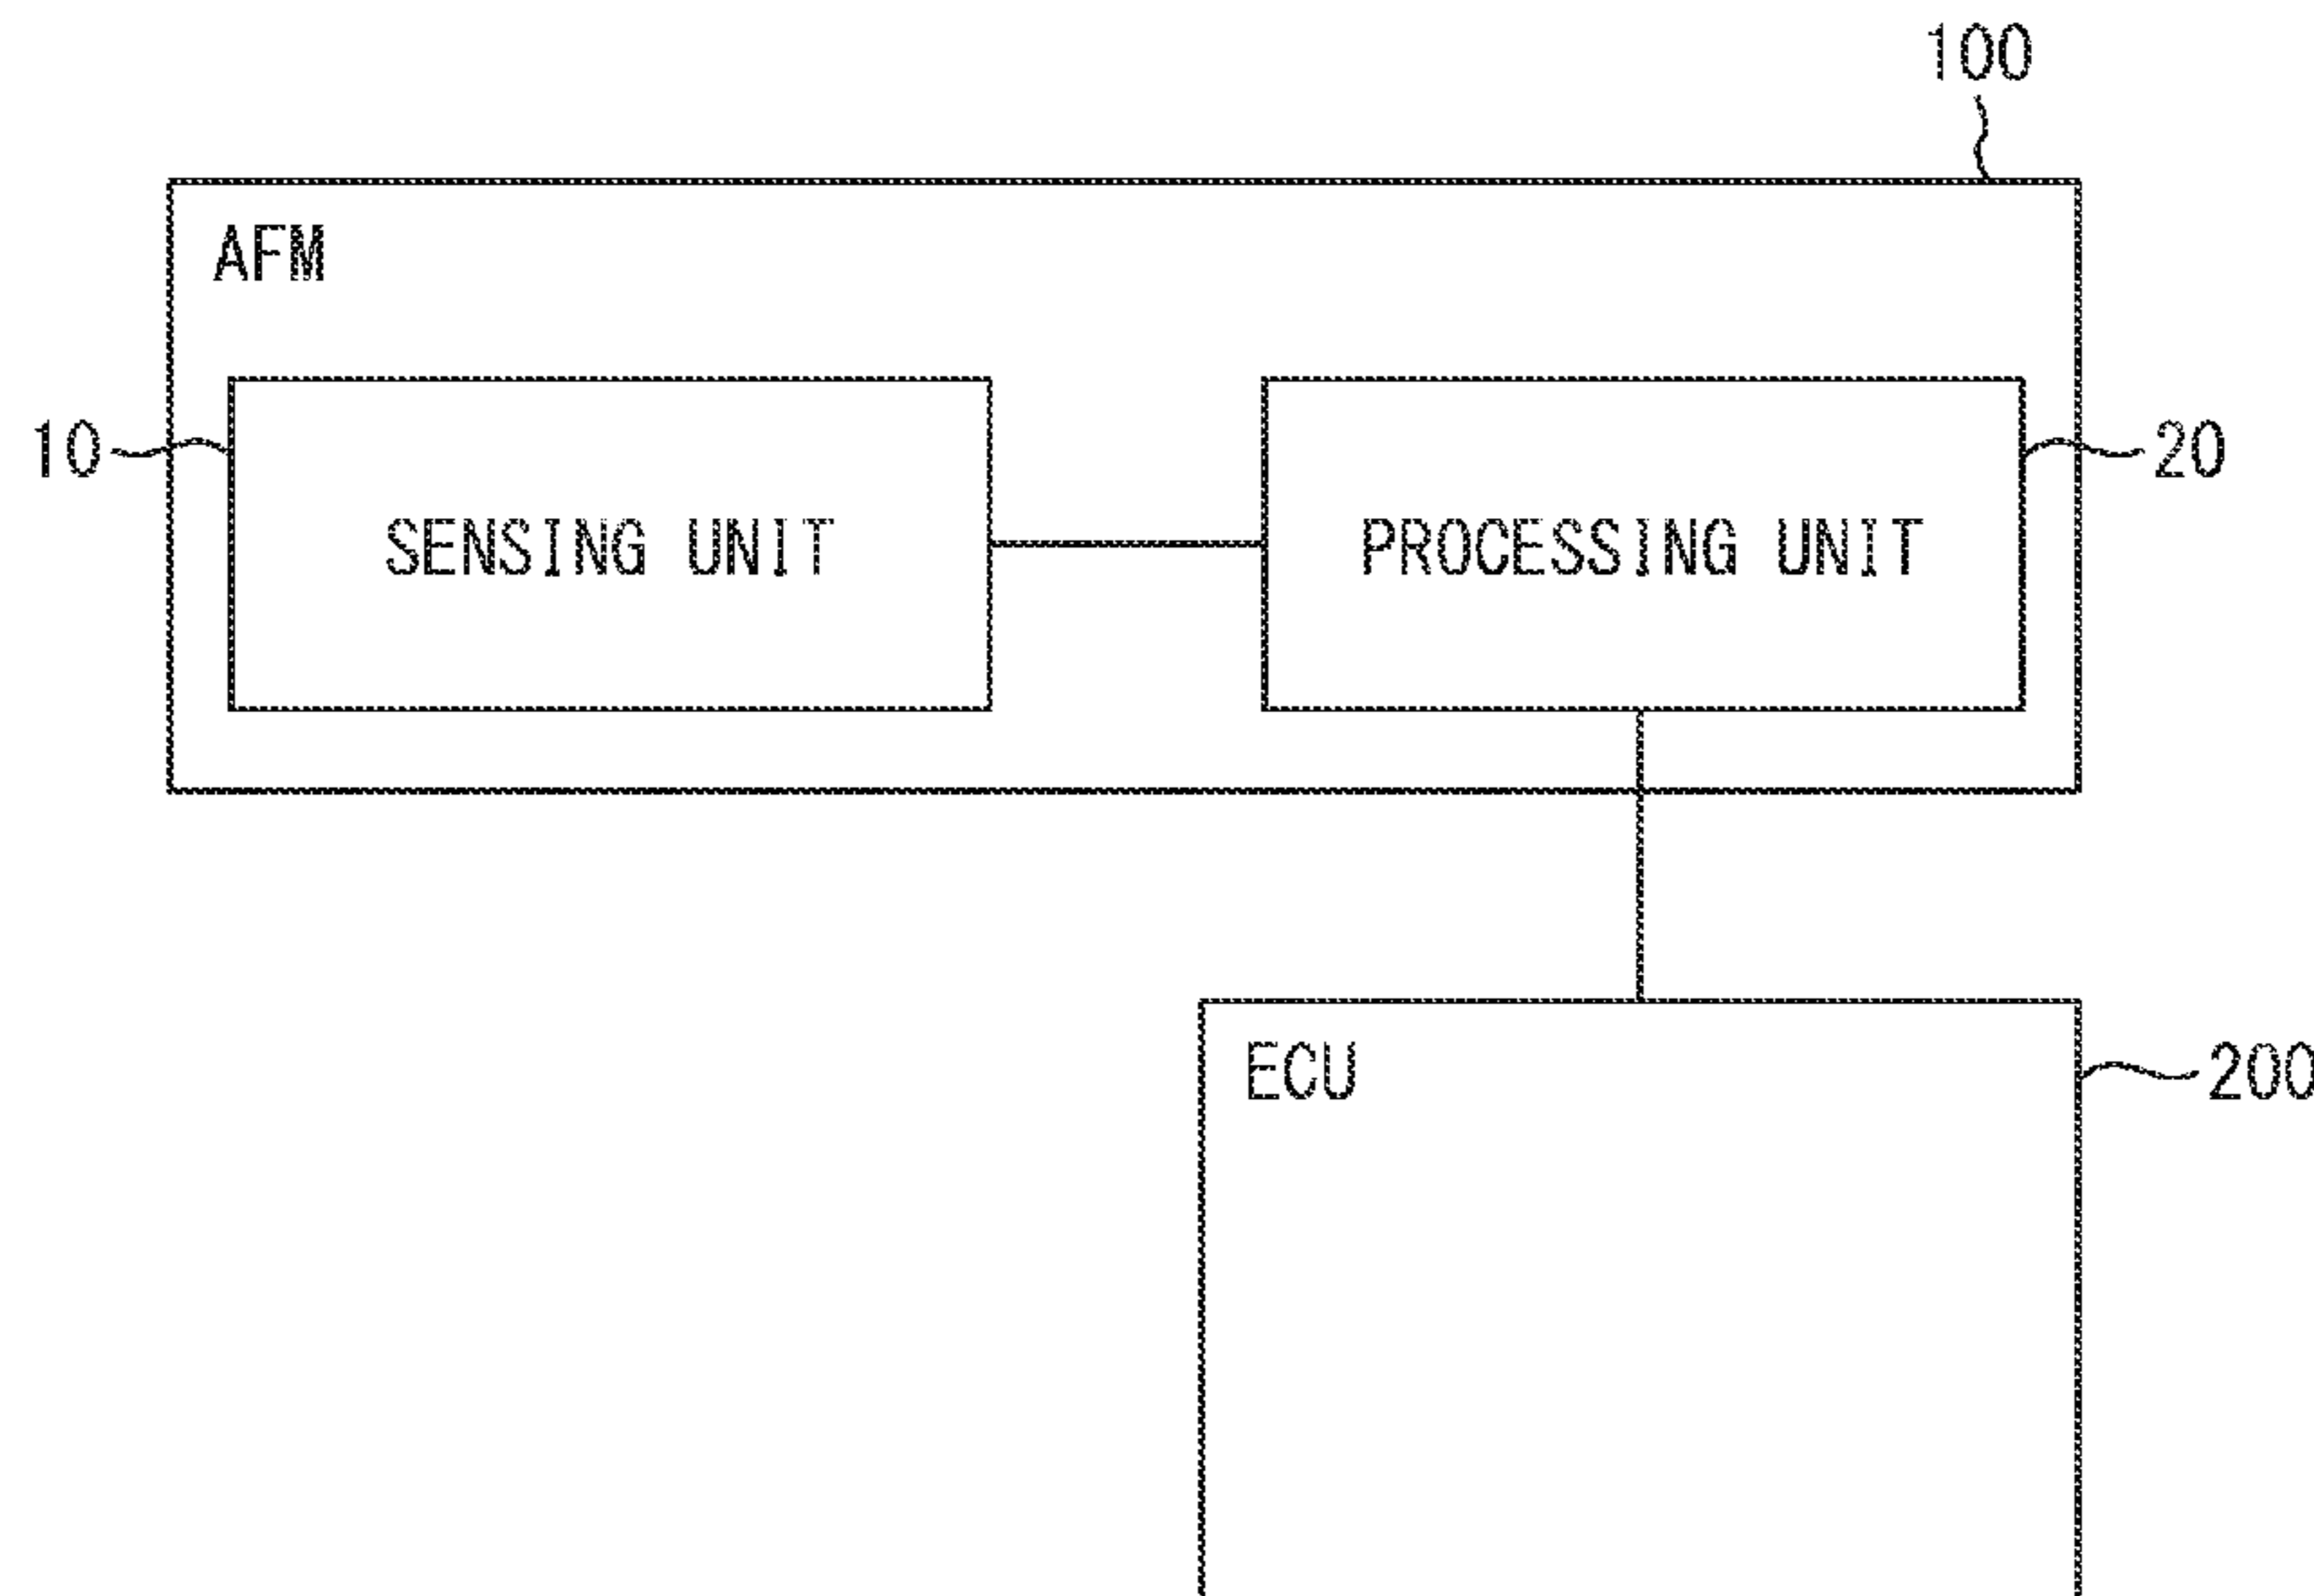 100
AFM
10
20
SENSING UNIT
PROCESSING UNIT
ECU
200